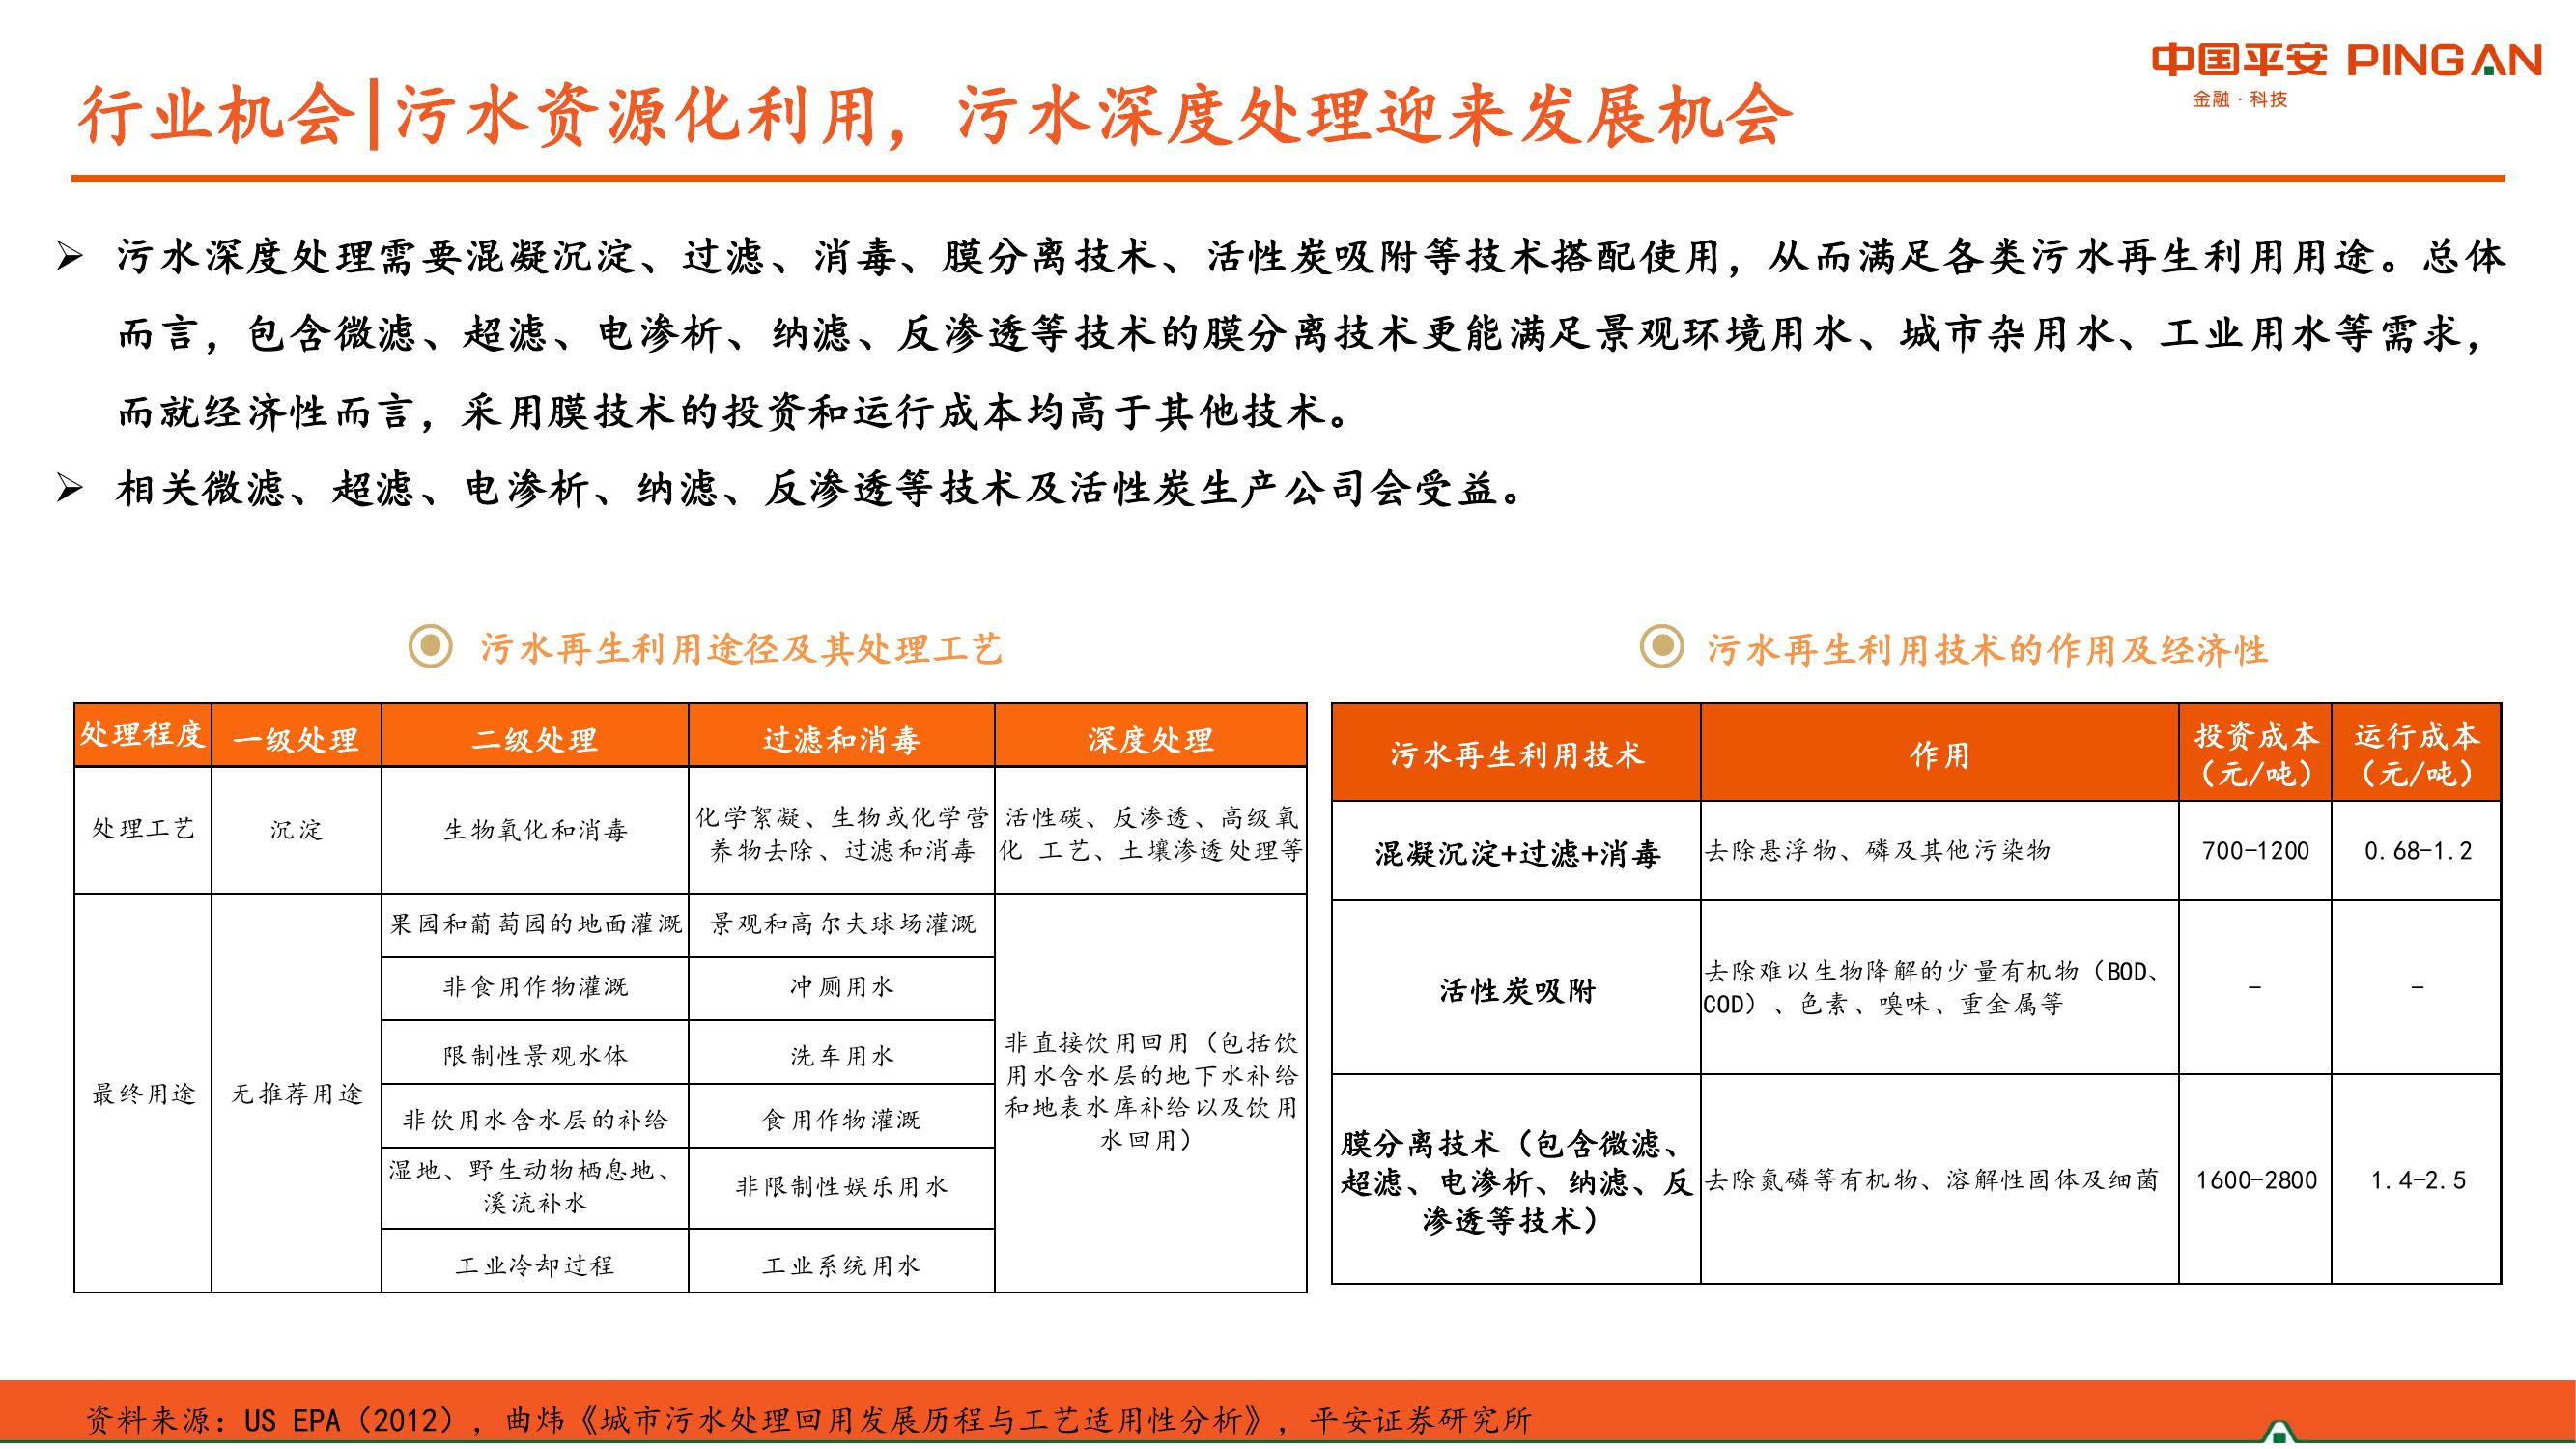 中国平安 PINGAN
金融·科技
行业机会|污水资源化利用，污水深度处理迎来发展机会
污水深度处理需要混凝沉淀、过滤、消毒、膜分离技术、活性炭吸附等技术搭配使用，从而满足各类污水再生利用用途。总体
而言，包含微滤、超滤、电渗析、纳滤、反渗透等技术的膜分离技术更能满足景观环境用水、城市杂用水、工业用水等需求，
而就经济性而言，采用膜技术的投资和运行成本均高于其他技术。
相关微滤、超滤、电渗析、纳滤、反渗透等技术及活性炭生产公司会受益。
污水再生利用途径及其处理工艺
处理程度 一级处理 二级处理 过滤和消毒 深度处理
处理工艺 沉淀 生物氧化和消毒
化学絮凝、生物或化学营
养物去除、过滤和消毒
活性碳、反渗透、高级氧
化 工艺、土壤渗透处理等
最终用途 无推荐用途
果园和葡萄园的地面灌溉 景观和高尔夫球场灌溉
非食用作物灌溉 冲厕用水
限制性景观水体 洗车用水
非饮用水含水层的补给 食用作物灌溉
湿地、野生动物栖息地、
溪流补水
非限制性娱乐用水
工业冷却过程 工业系统用水
非直接饮用回用（包括饮
用水含水层的地下水补给
和地表水库补给以及饮用
水回用）
污水再生利用技术的作用及经济性
污水再生利用技术 作用
投资成本
（元/吨）
运行成本
（元/吨）
混凝沉淀+过滤+消毒 去除悬浮物、磷及其他污染物 700-1200 0.68-1.2
活性炭吸附
去除难以生物降解的少量有机物（BOD、
COD）、色素、嗅味、重金属等
- -
膜分离技术（包含微滤、
超滤、电渗析、纳滤、反
渗透等技术）
去除氮磷等有机物、溶解性固体及细菌 1600-2800 1.4-2.5
资料来源：US EPA（2012），曲炜《城市污水处理回用发展历程与工艺适用性分析》，平安证券研究所